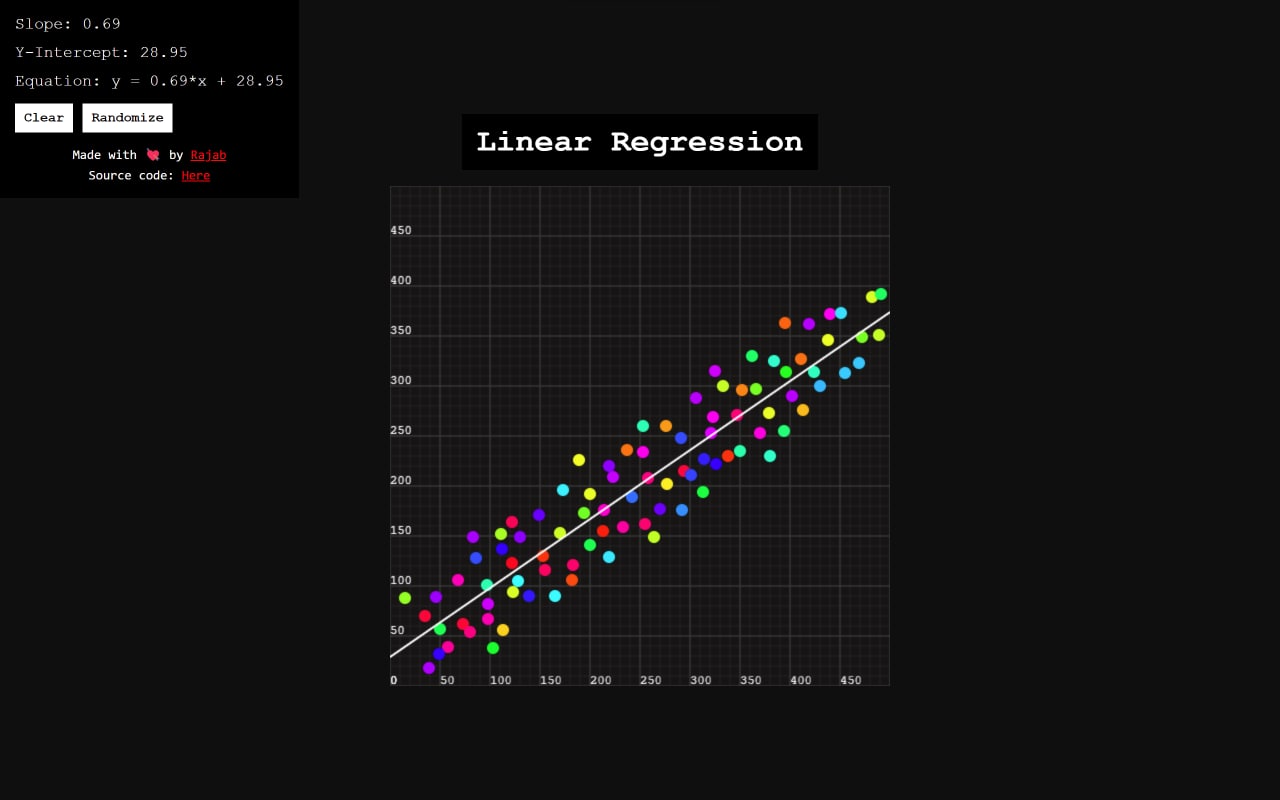 Slope: 0.69
Y-Intercept: 28.95
Equation: y = 0.69*x + 28.95
Clear Randomize
Made with 💘 by Rajab
Source code: Here
Linear Regression
450
400
350
300
250
200
150
100
50
0 50 100 150 200 250 300 350 400 450